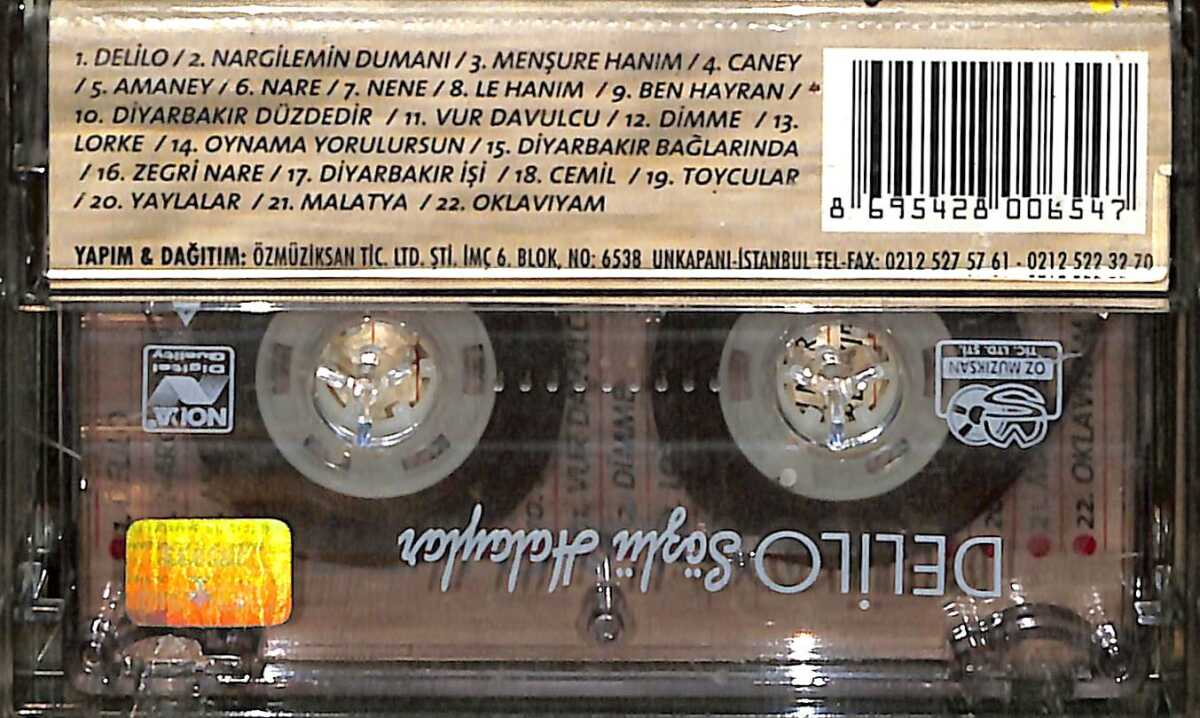 1. DELİLO / 2. NARGİLEMİN DUMANI / 3. MENŞURE HANIM / 4. CANEY
/ 5. AMANEY / 6. NARE / 7. NENE / 8. LE HANIM / 9. BEN HAYRAN /
10. DİYARBAKIR DÜZDEDİR / 11. VUR DAVULCU / 12. DİMME / 13.
LORKE / 14. OYNAMA YORULURSUN / 15. DİYARBAKIR BAĞLARINDA
/ 16. ZEGRİ NARE / 17. DİYARBAKIR İŞİ / 18. CEMİL / 19. TOYCULAR
/ 20. YAYLALAR / 21. MALATYA / 22. OKLAVIYAM
8 695428 006547
YAPIM & DAĞITIM: ÖZMÜZİKSAN TİC. LTD. ŞTİ. İMÇ 6. BLOK, NO: 6538 UNKAPANI-İSTANBUL TEL-FAX: 0212 527 57 61 - 0212 522 32 70
NOVA
Digital
Quality
ÖZ MÜZİKSAN
TİC. LTD. ŞTİ.
DİMME
22. OKLAVIYAM
DELİLO Sözlü Halaylar